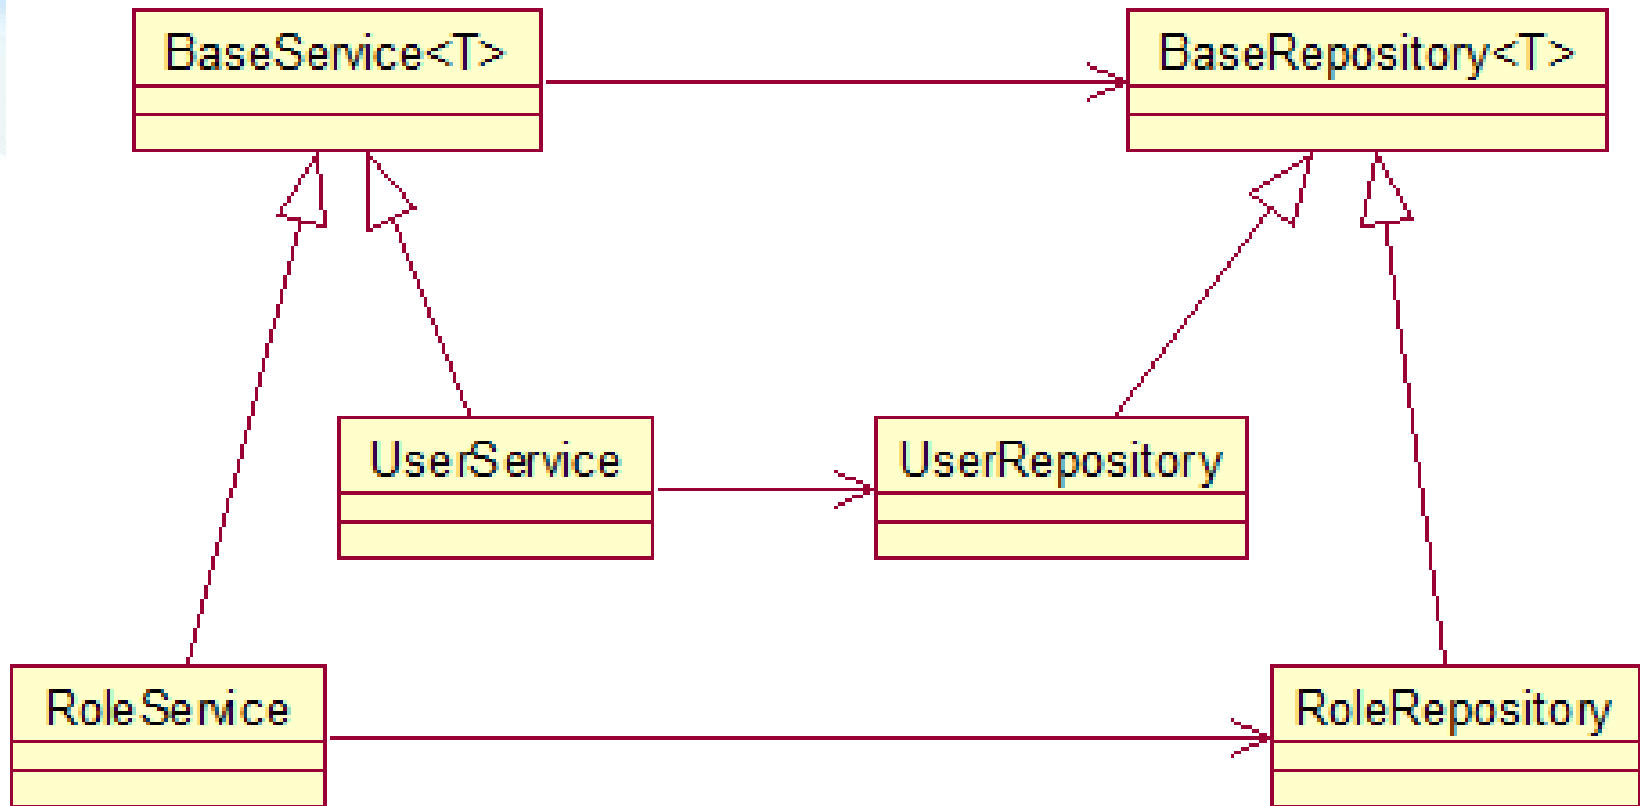 BaseService<T>
BaseRepository<T>
UserService
UserRepository
RoleService
RoleRepository